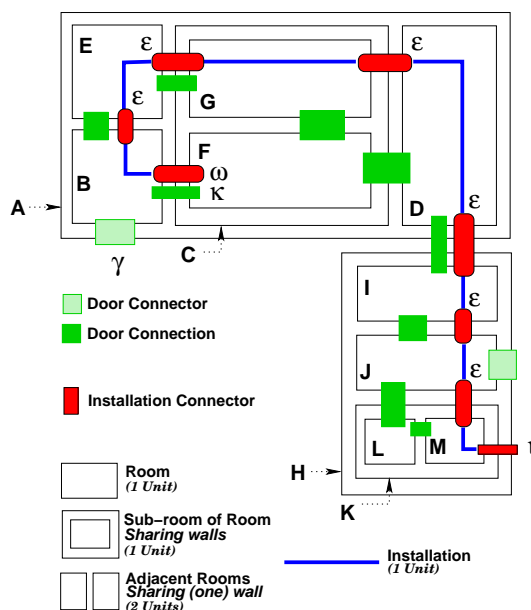 E
ε
ε
G
ε
B
F
ω
κ
A
D
ε
C
γ
I
ε
Door Connector
Door Connection
J
ε
Installation Connector
L
M
ι
H
K
Room
(1 Unit)
Sub–room of Room
Sharing walls
(1 Unit)
Installation
(1 Unit)
Adjacent Rooms
Sharing (one) wall
(2 Units)